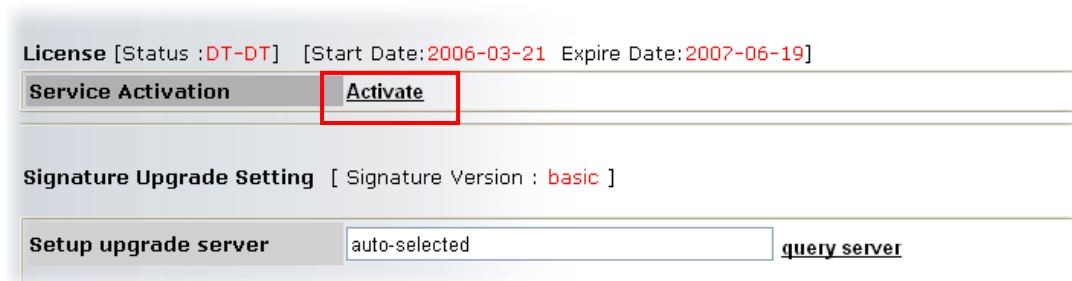 License [Status :DT-DT] [Start Date:2006-03-21 Expire Date:2007-06-19]
Service Activation Activate
Signature Upgrade Setting [ Signature Version : basic ]
Setup upgrade server auto-selected query server